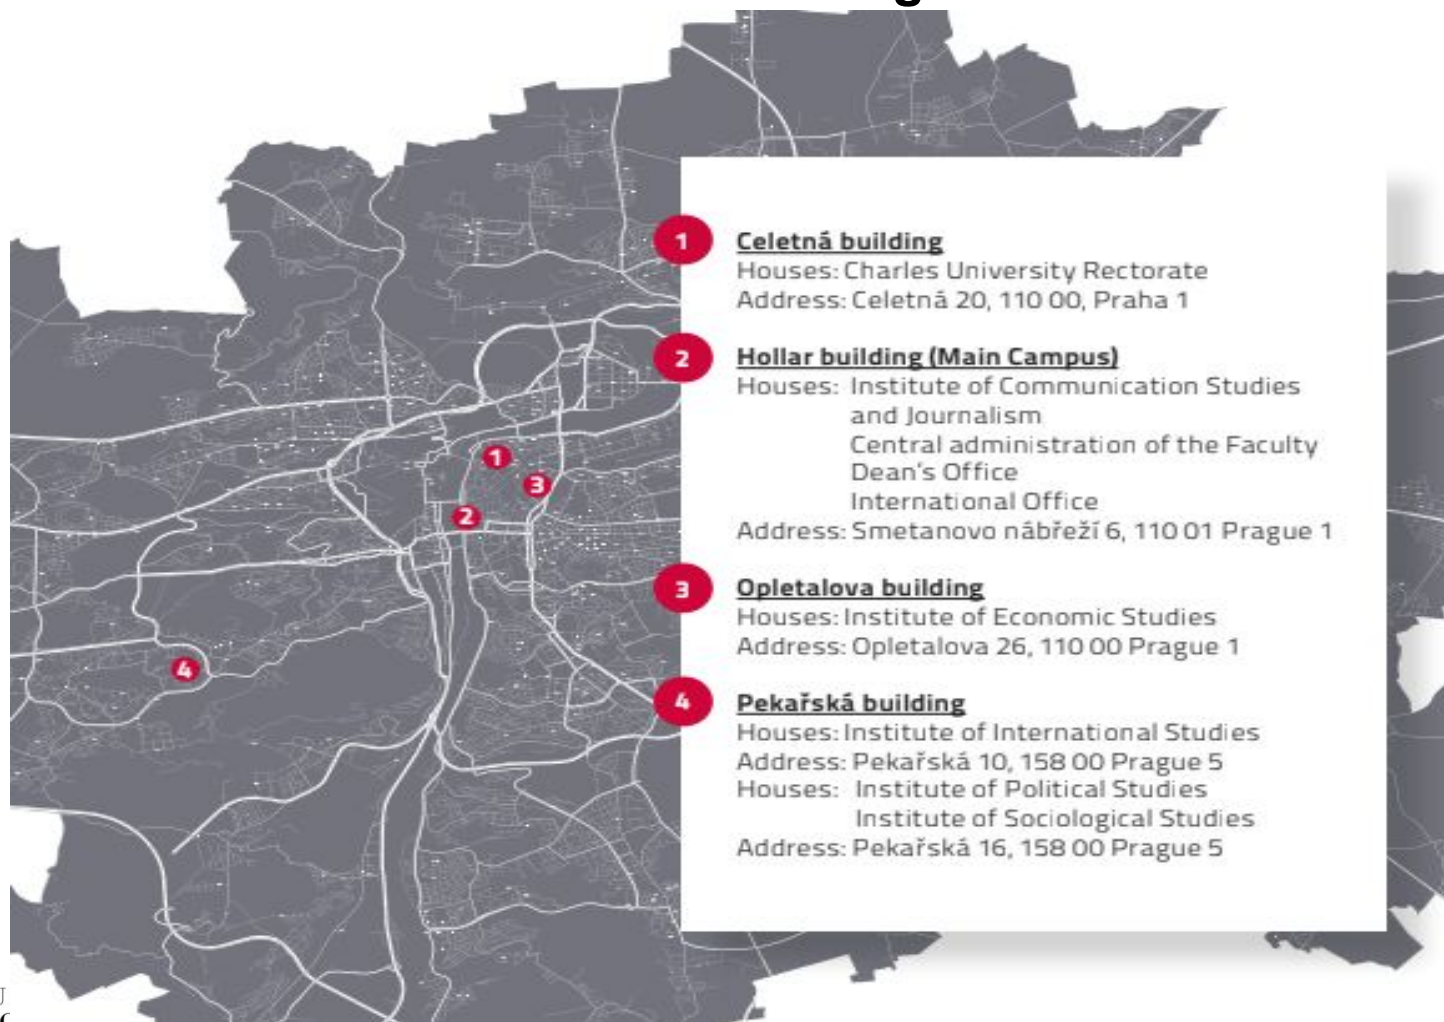 1
Celetná building
Houses: Charles University Rectorate
Address: Celetná 20, 110 00, Praha 1
2
Hollar building (Main Campus)
Houses: Institute of Communication Studies
and Journalism
Central administration of the Faculty
Dean's Office
International Office
Address: Smetanovo nábřeží 6, 110 01 Prague 1
3
Opletalova building
Houses: Institute of Economic Studies
Address: Opletalova 26, 110 00 Prague 1
4
Pekařská building
Houses: Institute of International Studies
Address: Pekařská 10, 158 00 Prague 5
Houses: Institute of Political Studies
Institute of Sociological Studies
Address: Pekařská 16, 158 00 Prague 5
1
3
2
4